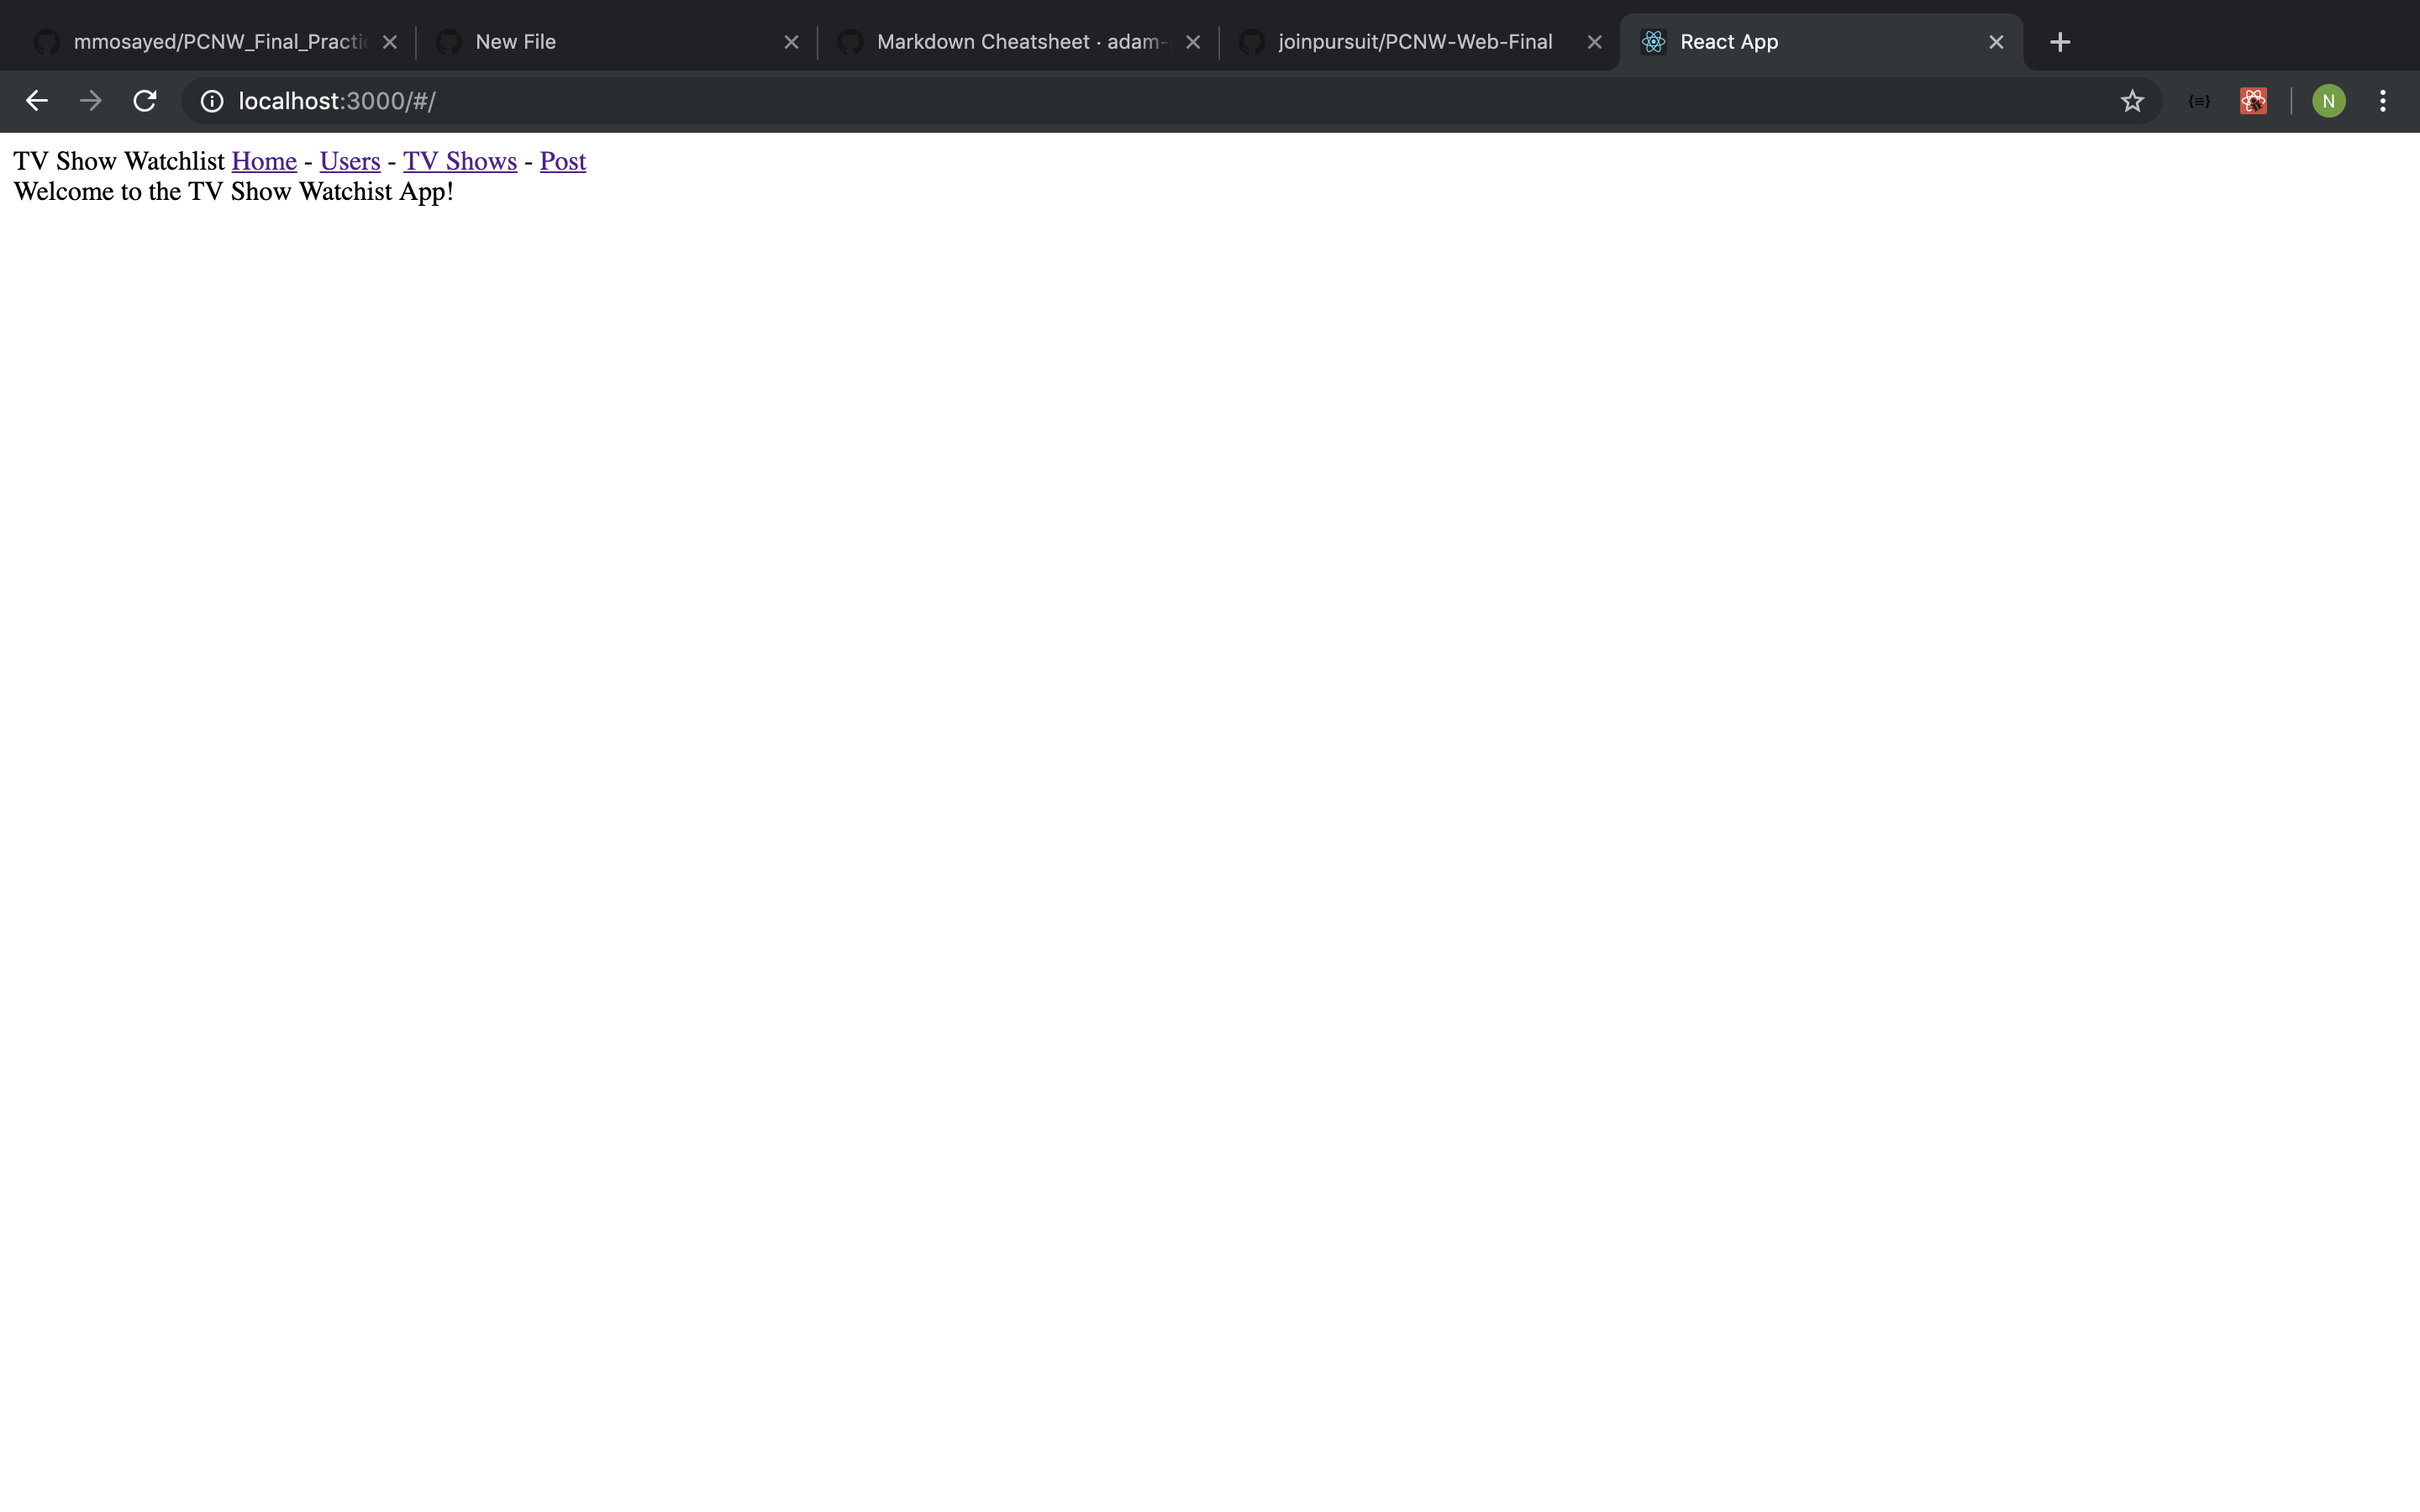 mmosayed/PCNW_Final_Practic
New File
Markdown Cheatsheet · adam-
joinpursuit/PCNW-Web-Final
React App
localhost:3000/#/
{≡}
N
TV Show Watchlist Home - Users - TV Shows - Post
Welcome to the TV Show Watchist App!